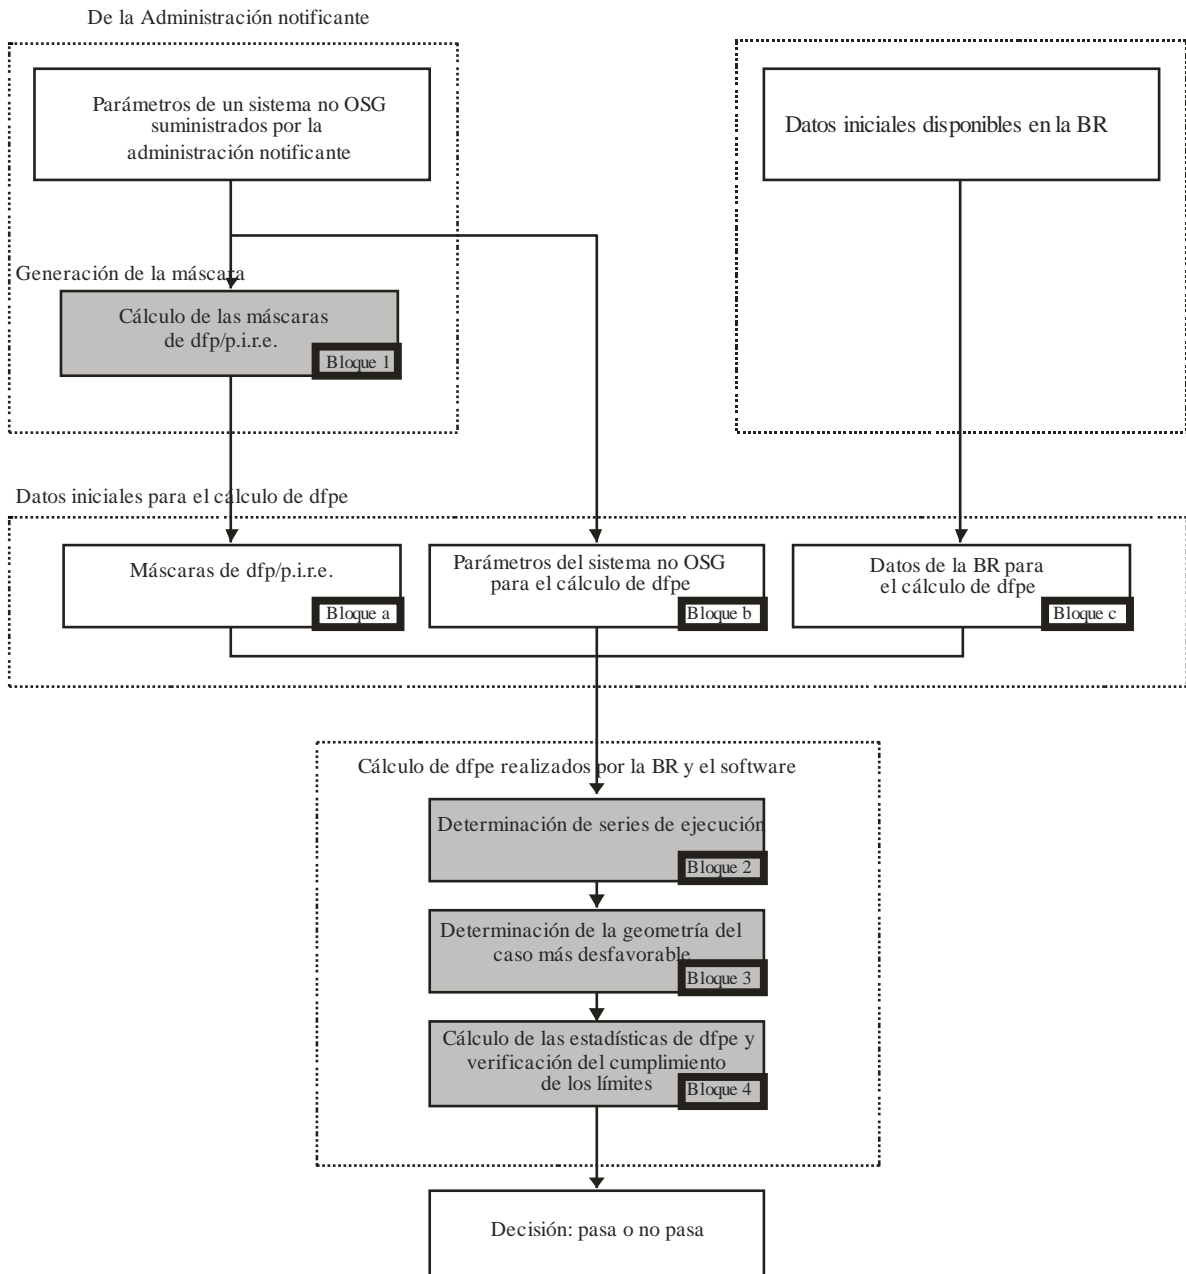 De la Administración notificante
Parámetros de un sistema no OSG
suministrados por la
administración notificante
Datos iniciales disponibles en la BR
Generación de la máscara
Cálculo de las máscaras
de dfp/p.i.r.e.
Bloque 1
Datos iniciales para el cálculo de dfpe
Máscaras de dfp/p.i.r.e.
Bloque a
Parámetros del sistema no OSG
para el cálculo de dfpe
Bloque b
Datos de la BR para
el cálculo de dfpe
Bloque c
Cálculo de dfpe realizados por la BR y el software
Determinación de series de ejecución
Bloque 2
Determinación de la geometría del
caso más desfavorable
Bloque 3
Cálculo de las estadísticas de dfpe y
verificación del cumplimiento
de los límites
Bloque 4
Decisión: pasa o no pasa